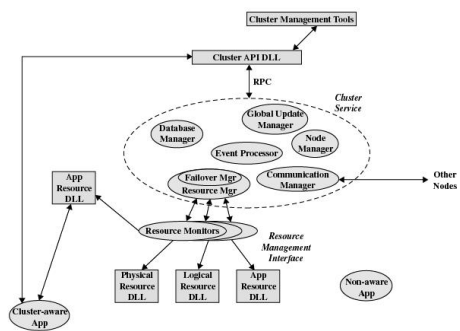 Cluster Management Tools
Cluster API DLL
RPC
Cluster
Service
Global Update
Manager
Database
Manager
Node
Manager
Event Processor
Failover Mgr
Resource Mgr
Communication
Manager
Other
Nodes
App
Resource
DLL
Resource Monitors
Resource
Management
Interface
Physical
Resource
DLL
Logical
Resource
DLL
App
Resource
DLL
Non-aware
App
Cluster-aware
App